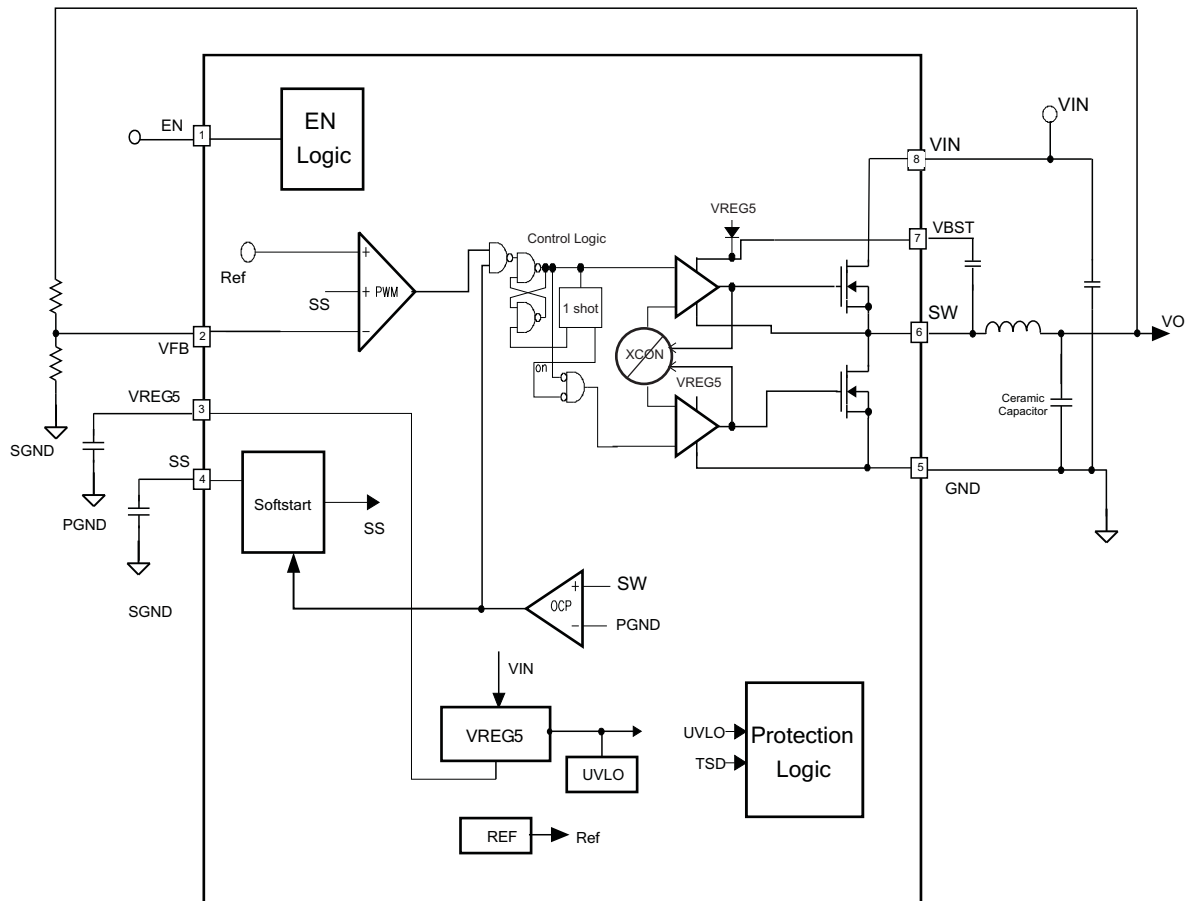 EN
1
EN
Logic
VIN
VIN
8
VREG5
7
VBST
Control Logic
Ref
+
SS
+
PWM
−
1 shot
SW
6
VO
2
VFB
XCON
on
VREG5
VREG5
3
Ceramic
Capacitor
SGND
SS
4
5
GND
PGND
Softstart
SS
SGND
+
SW
OCP
−
PGND
VIN
VREG5
UVLO
UVLO
TSD
Protection
Logic
REF
Ref